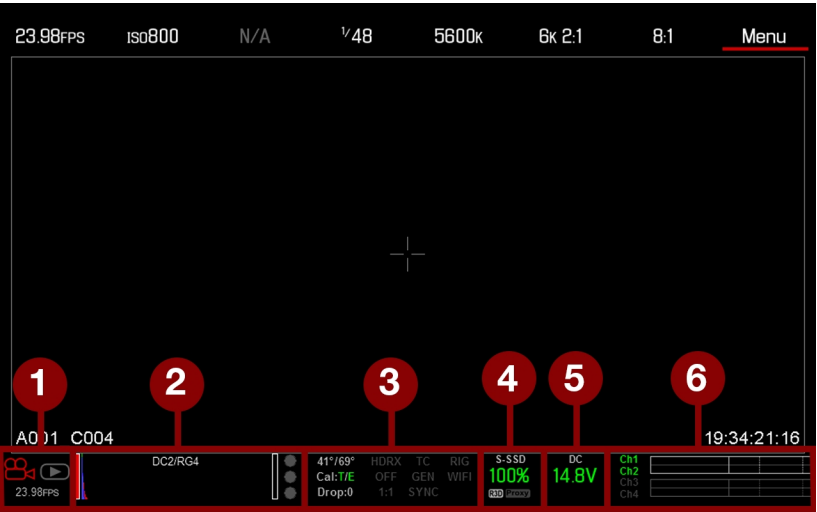 23.98FPS ISO800 N/A 1/48 5600K 6K 2:1 8:1 Menu
1 2 3 4 5 6
A001 C004 19:34:21:16
DC2/RG4
23.98FPS
41°/69° HDRX TC RIG
Cal:T/E OFF GEN WIFI
Drop:0 1:1 SYNC
S-SSD
100%
R3D Proxy
DC
14.8V
Ch1
Ch2
Ch3
Ch4